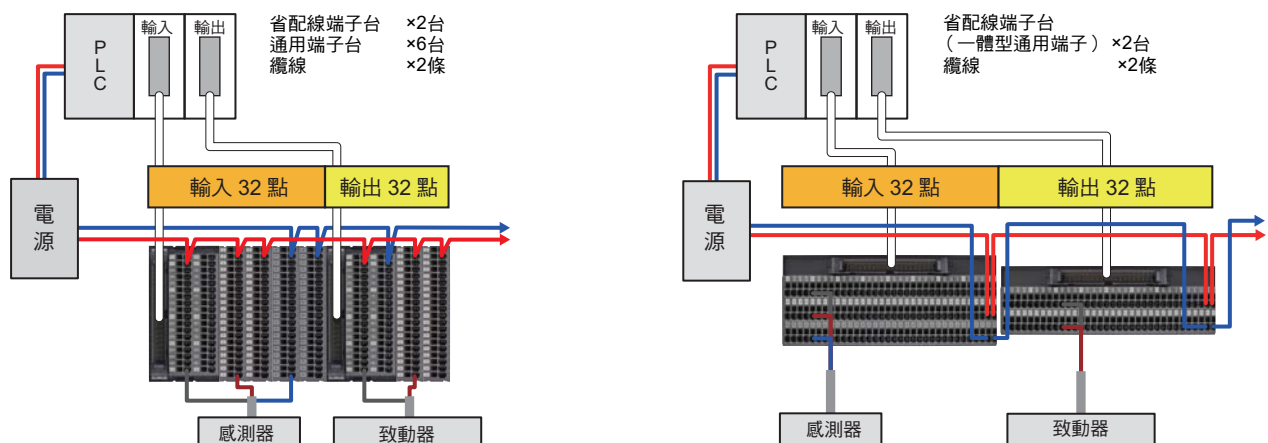 PLC
輸入
輸出
省配線端子台 ×2台
通用端子台 ×6台
纜線 ×2條
輸入 32 點
輸出 32 點
電源
感測器
致動器
PLC
輸入
輸出
省配線端子台
(一體型通用端子) ×2台
纜線 ×2條
輸入 32 點
輸出 32 點
電源
感測器
致動器